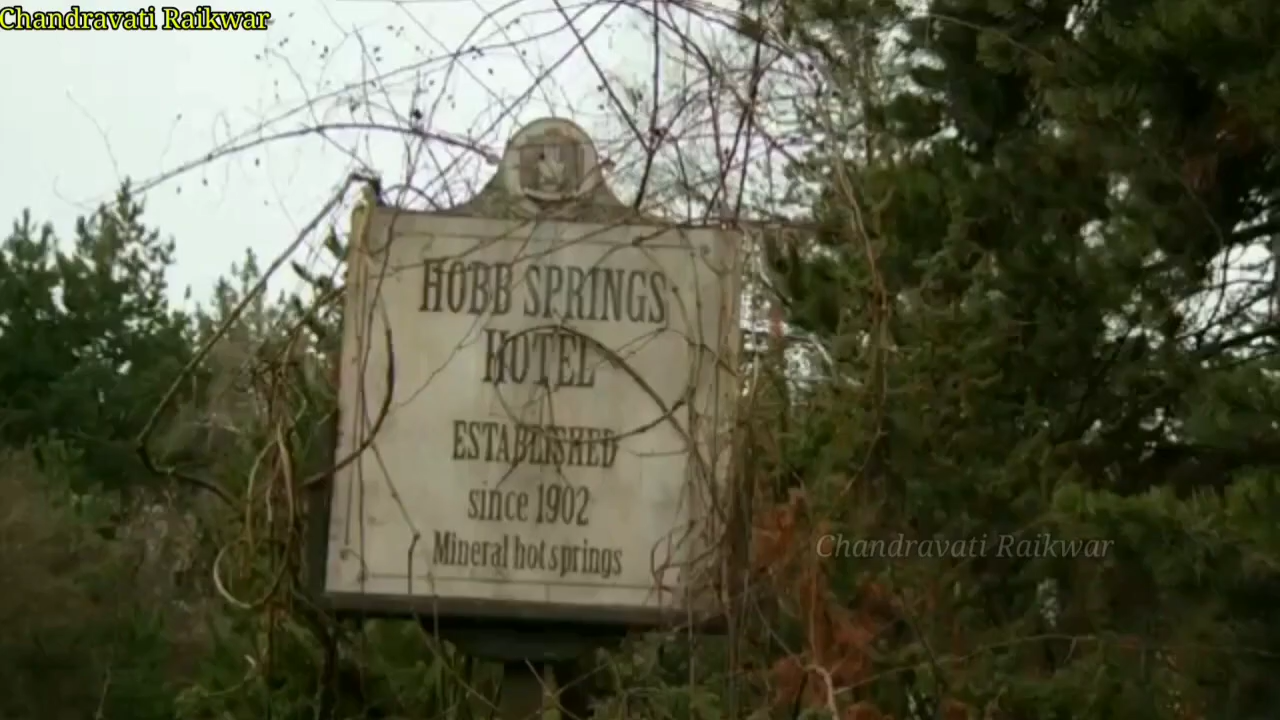 Chandravati Raikwar
HOBB SPRINGS
HOTEL
ESTABLISHED
since 1902
Mineral hotsprings
Chandravati Raikwar